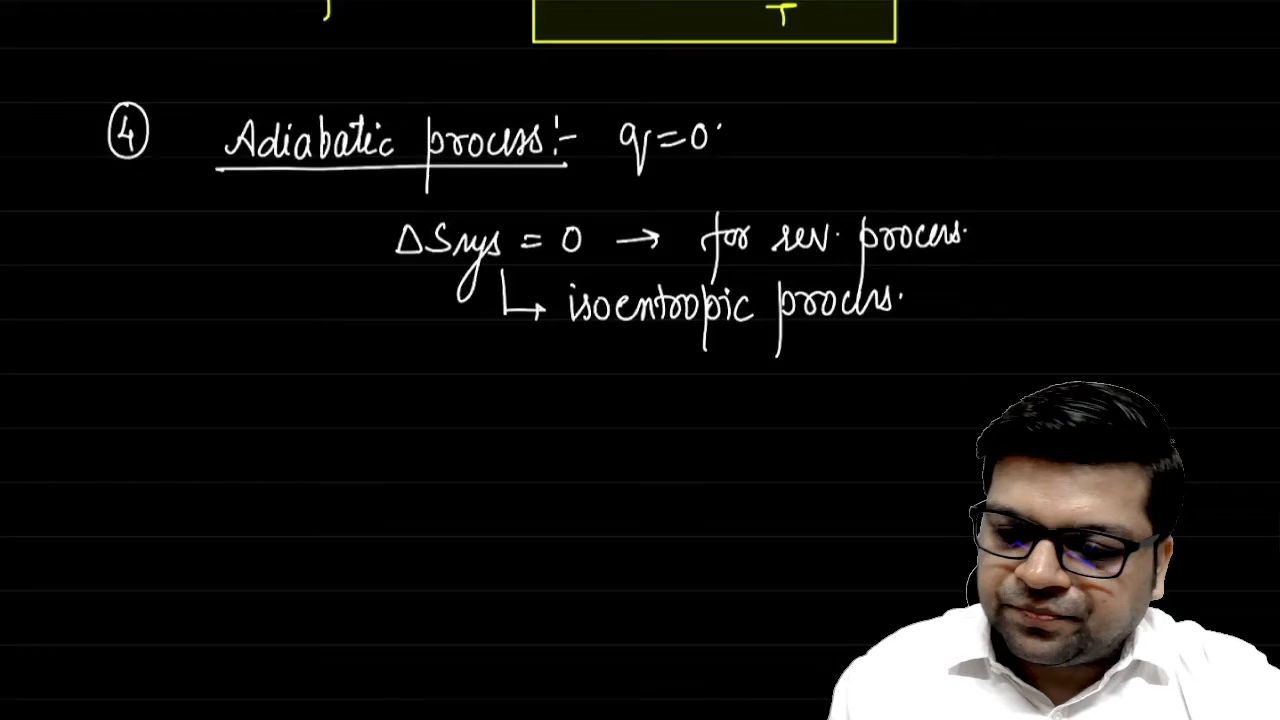 T
④ Adiabatic process:- q=0.
ΔSsys = 0 → for rev. process.
↳ isoentropic process.